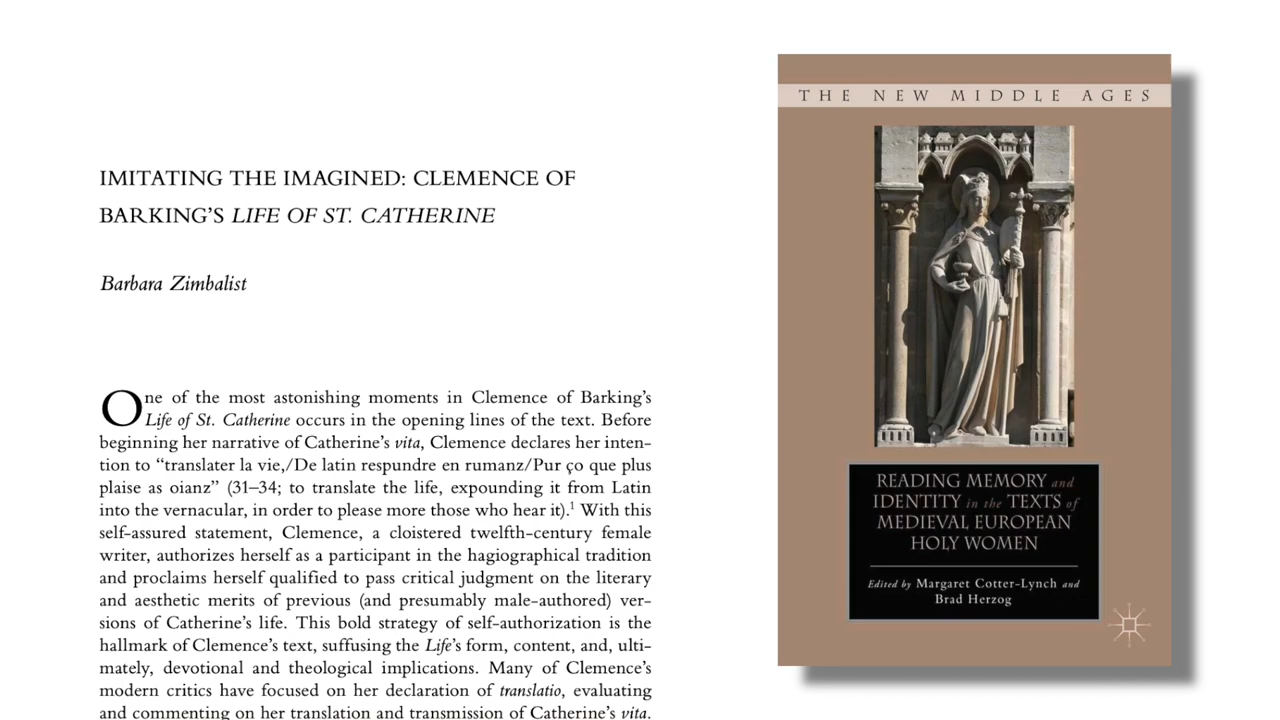 IMITATING THE IMAGINED: CLEMENCE OF
BARKING’S LIFE OF ST. CATHERINE
Barbara Zimbalist
One of the most astonishing moments in Clemence of Barking’s
Life of St. Catherine occurs in the opening lines of the text. Before
beginning her narrative of Catherine’s vita, Clemence declares her inten-
tion to “translater la vie,/De latin respundre en rumanz/Pur ço que plus
plaise as oianz” (31–34; to translate the life, expounding it from Latin
into the vernacular, in order to please more those who hear it).1 With this
self-assured statement, Clemence, a cloistered twelfth-century female
writer, authorizes herself as a participant in the hagiographical tradition
and proclaims herself qualified to pass critical judgment on the literary
and aesthetic merits of previous (and presumably male-authored) ver-
sions of Catherine’s life. This bold strategy of self-authorization is the
hallmark of Clemence’s text, suffusing the Life’s form, content, and, ulti-
mately, devotional and theological implications. Many of Clemence’s
modern critics have focused on her declaration of translatio, evaluating
and commenting on her translation and transmission of Catherine’s vita.
THE NEW MIDDLE AGES
READING MEMORY and
IDENTITY in the TEXTS of
MEDIEVAL EUROPEAN
HOLY WOMEN
Edited by Margaret Cotter-Lynch and
Brad Herzog